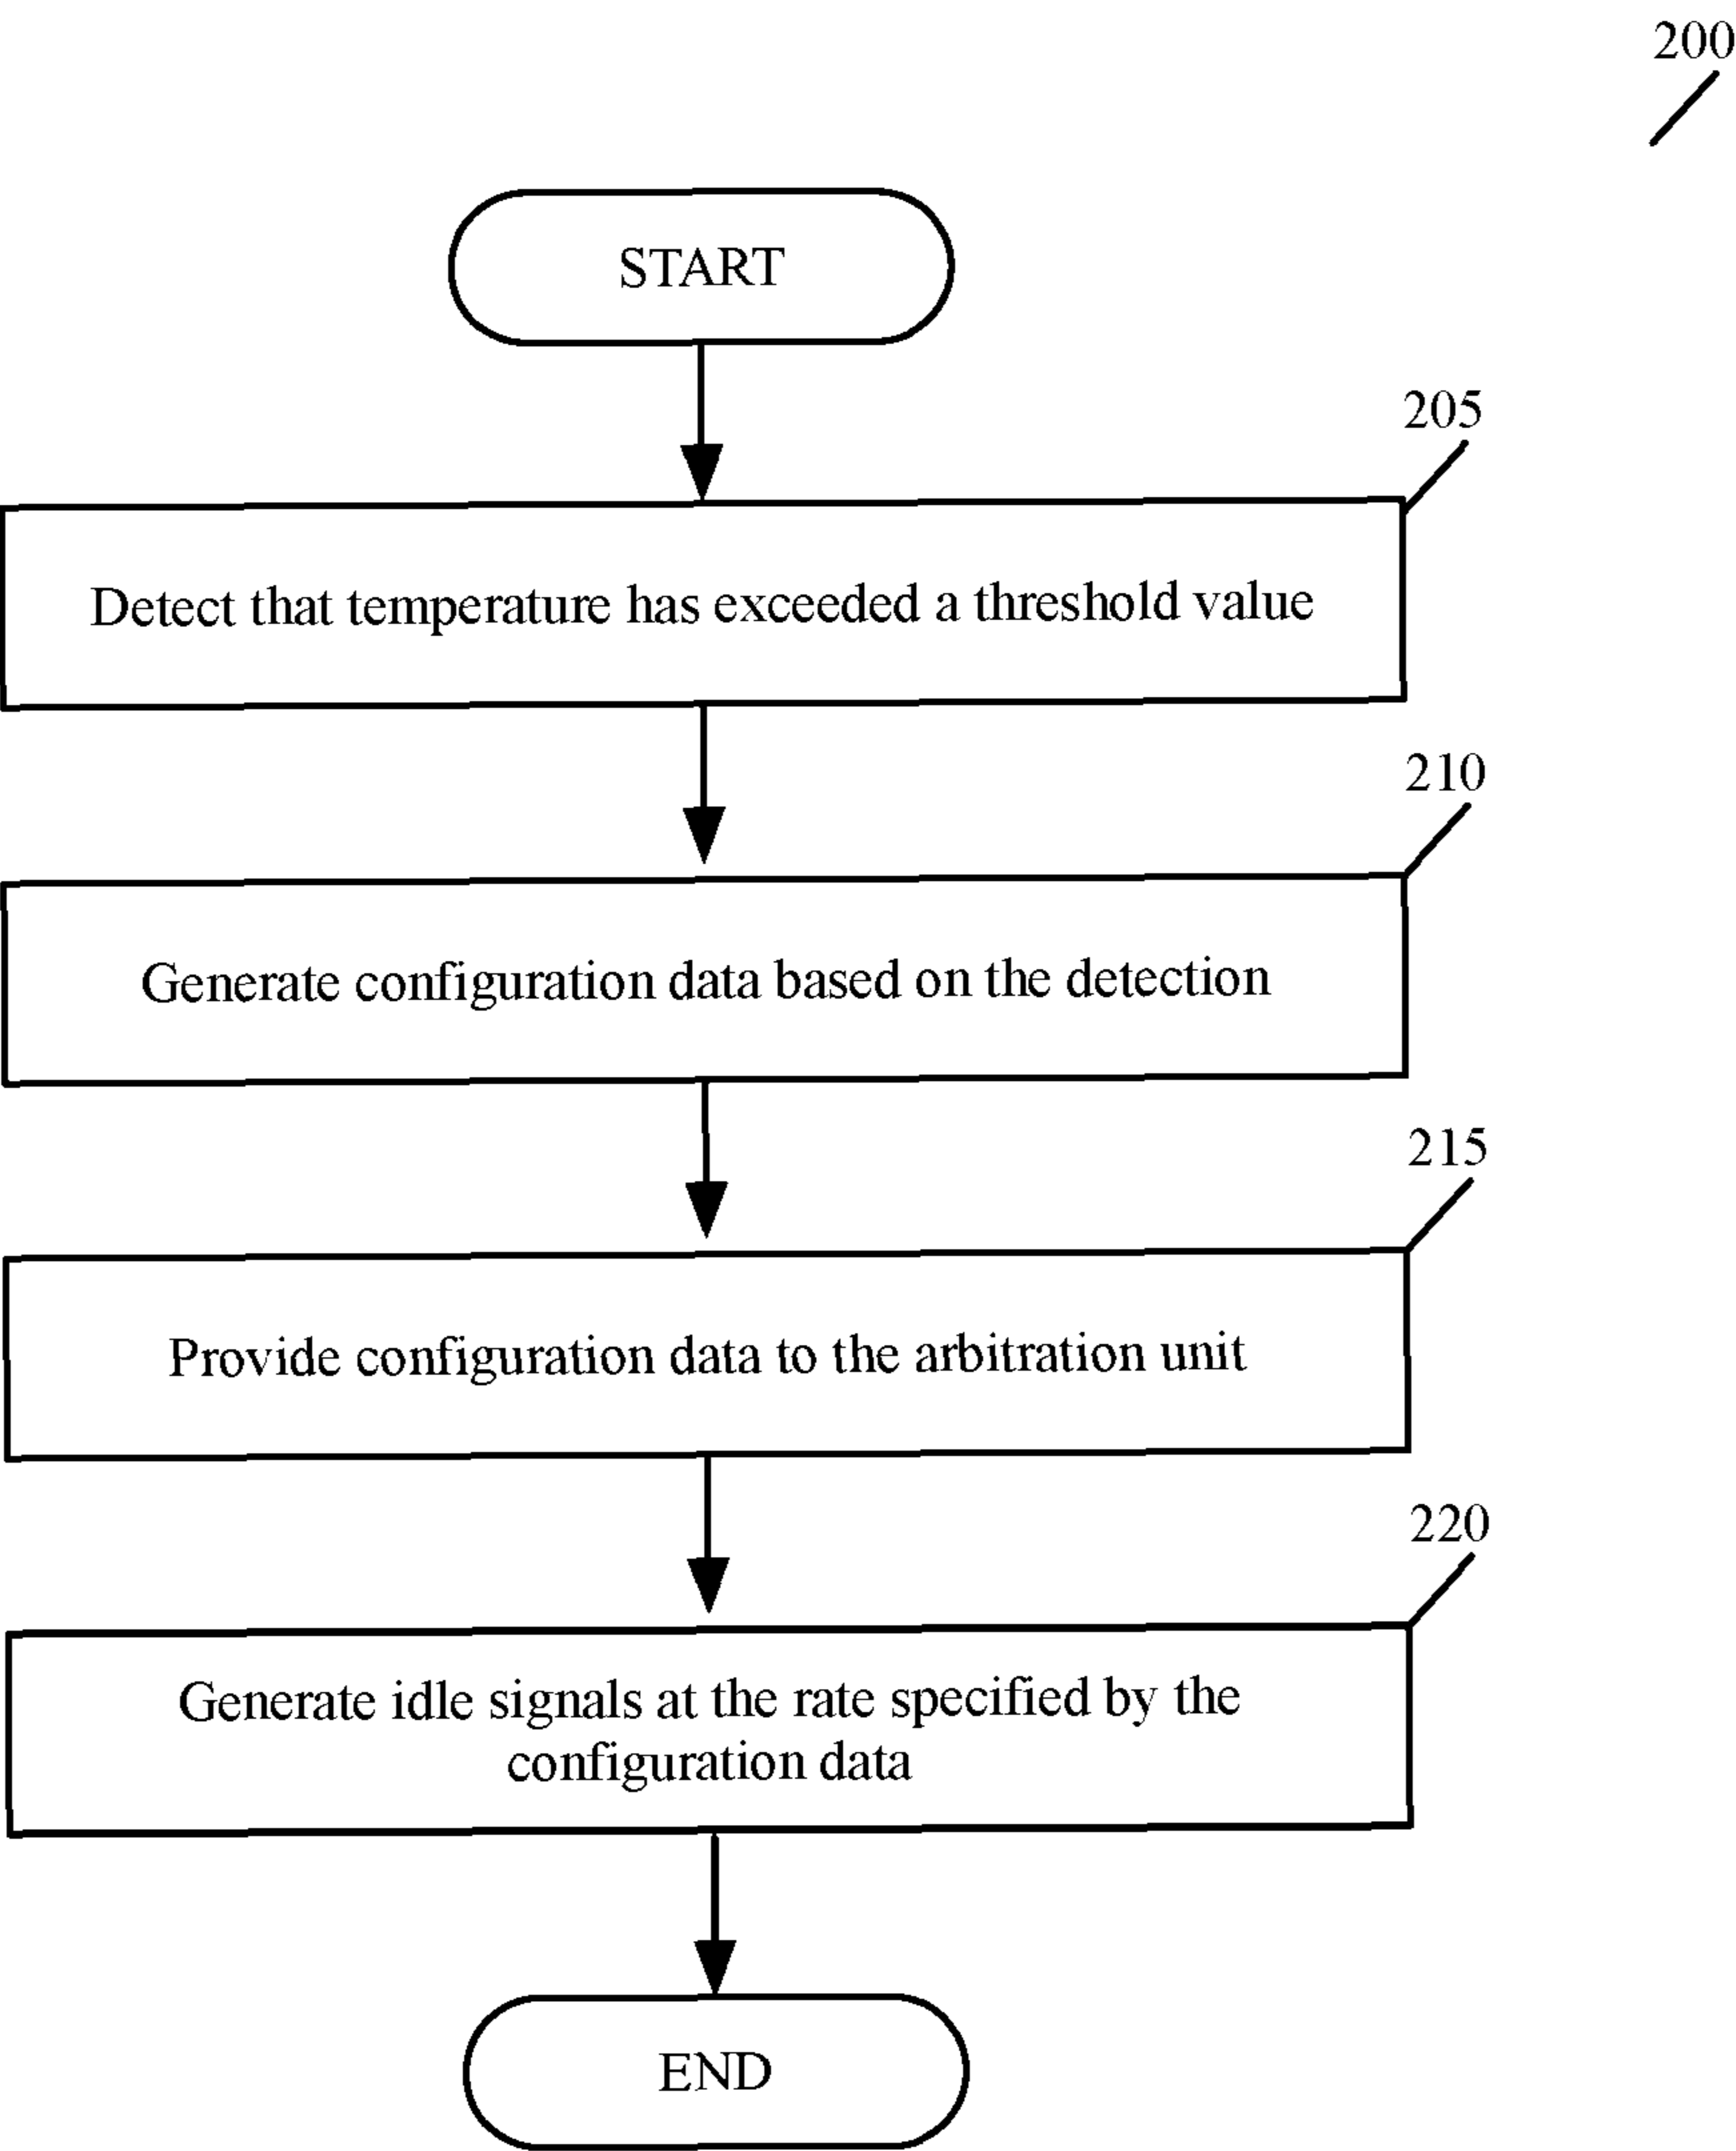 200
START
205
Detect that temperature has exceeded a threshold value
210
Generate configuration data based on the detection
215
Provide configuration data to the arbitration unit
220
Generate idle signals at the rate specified by the
configuration data
END